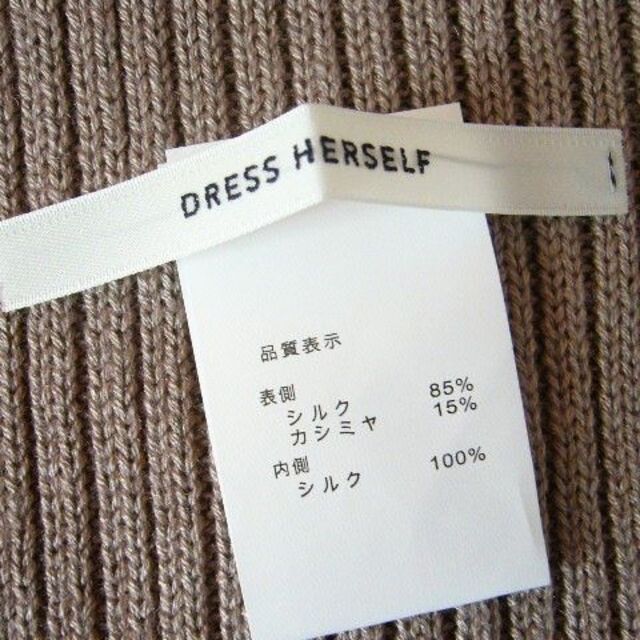 DRESS HERSELF
品質表示
表側 85%
シルク 15%
カシミヤ
内側 100%
シルク